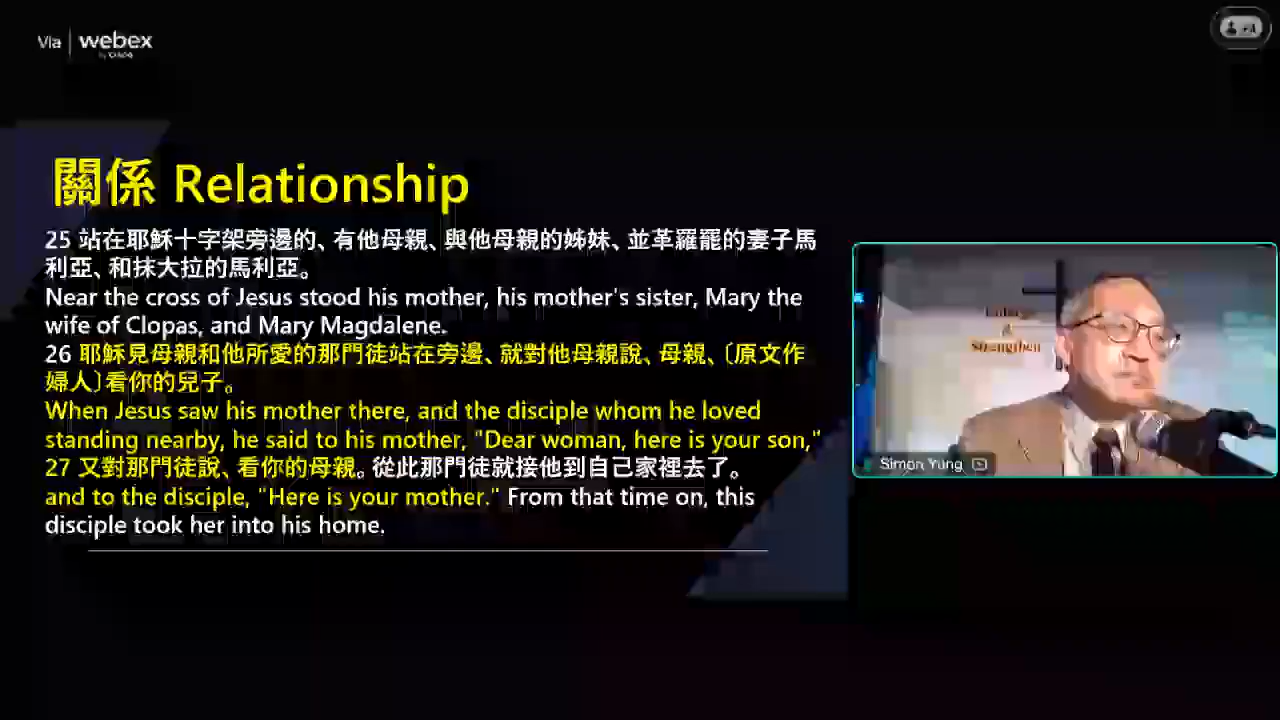 Via webex
關係 Relationship
25 站在耶穌十字架旁邊的、有他母親、與他母親的姊妹、並革羅罷的妻子馬
利亞、和抹大拉的馬利亞。
Near the cross of Jesus stood his mother, his mother's sister, Mary the
wife of Clopas, and Mary Magdalene.
26 耶穌見母親和他所愛的那門徒站在旁邊、就對他母親說、母親、〔原文作
婦人〕看你的兒子。
When Jesus saw his mother there, and the disciple whom he loved
standing nearby, he said to his mother, "Dear woman, here is your son,"
27 又對那門徒說、看你的母親。從此那門徒就接他到自己家裡去了。
and to the disciple, "Here is your mother." From that time on, this
disciple took her into his home.
&
Strengthen
Simon Yung